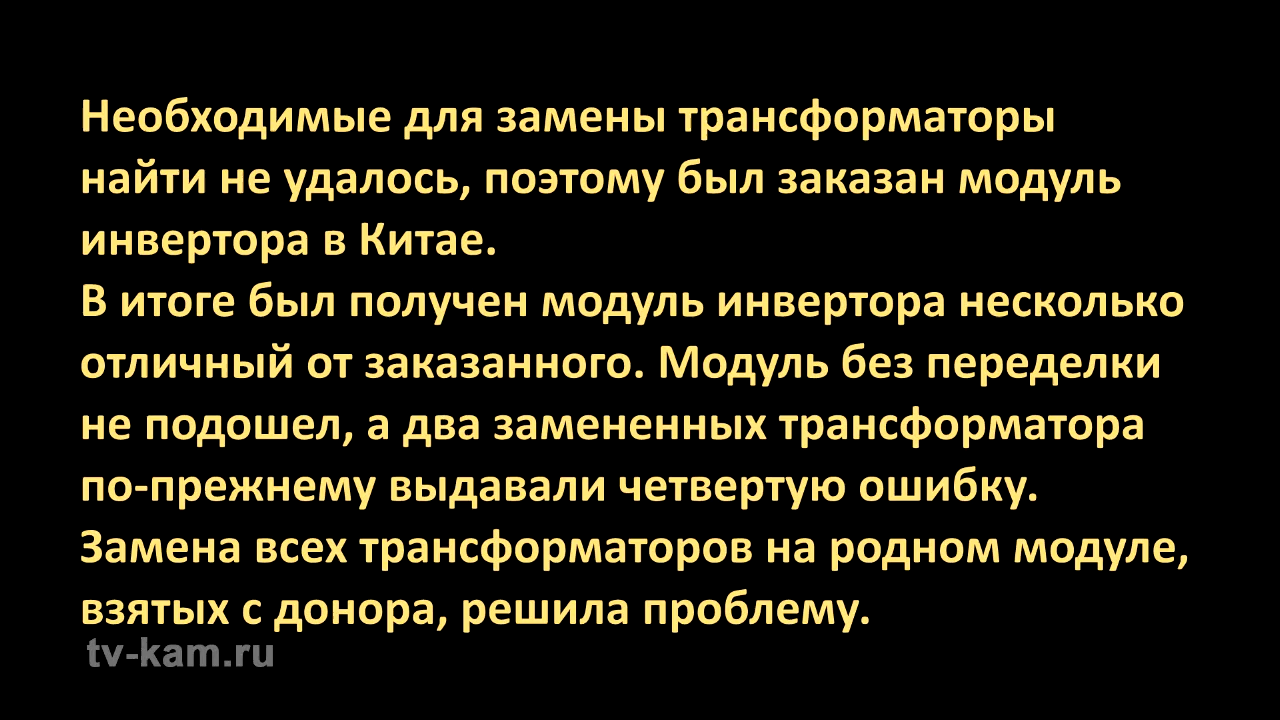 Необходимые для замены трансформаторы
найти не удалось, поэтому был заказан модуль
инвертора в Китае.
В итоге был получен модуль инвертора несколько
отличный от заказанного. Модуль без переделки
не подошел, а два замененных трансформатора
по-прежнему выдавали четвертую ошибку.
Замена всех трансформаторов на родном модуле,
взятых с донора, решила проблему.
tv-kam.ru